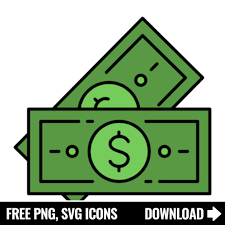 $
FREE PNG, SVG ICONS DOWNLOAD